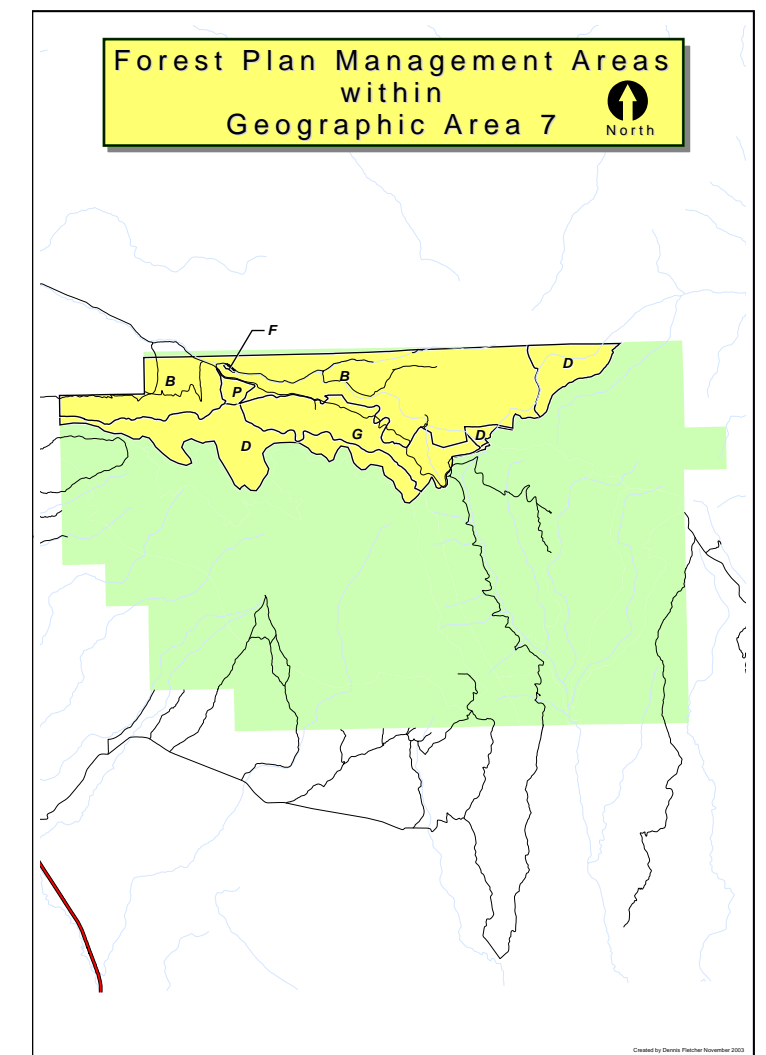 Forest Plan Management Areas
within
Geographic Area 7
North
F
D
B
B
P
G
D
D
Created by Dennis Fletcher November 2003